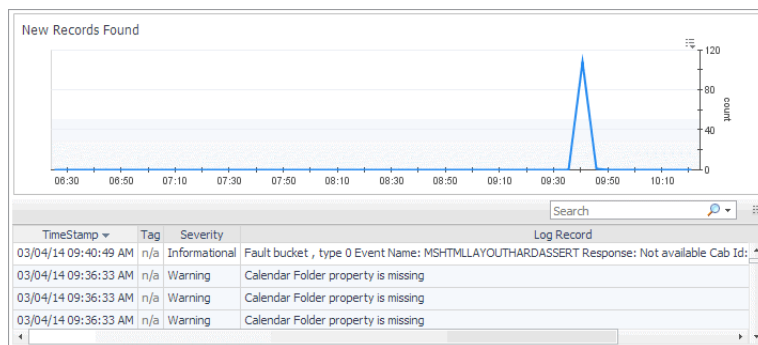 New Records Found
120
80
count
40
0
06:30 06:50 07:10 07:30 07:50 08:10 08:30 08:50 09:10 09:30 09:50 10:10
Search
TimeStamp Tag Severity Log Record
03/04/14 09:40:49 AM n/a Informational Fault bucket , type 0 Event Name: MSHTMLLAYOUTHARDASSERT Response: Not available Cab Id:
03/04/14 09:36:33 AM n/a Warning Calendar Folder property is missing
03/04/14 09:36:33 AM n/a Warning Calendar Folder property is missing
03/04/14 09:36:33 AM n/a Warning Calendar Folder property is missing